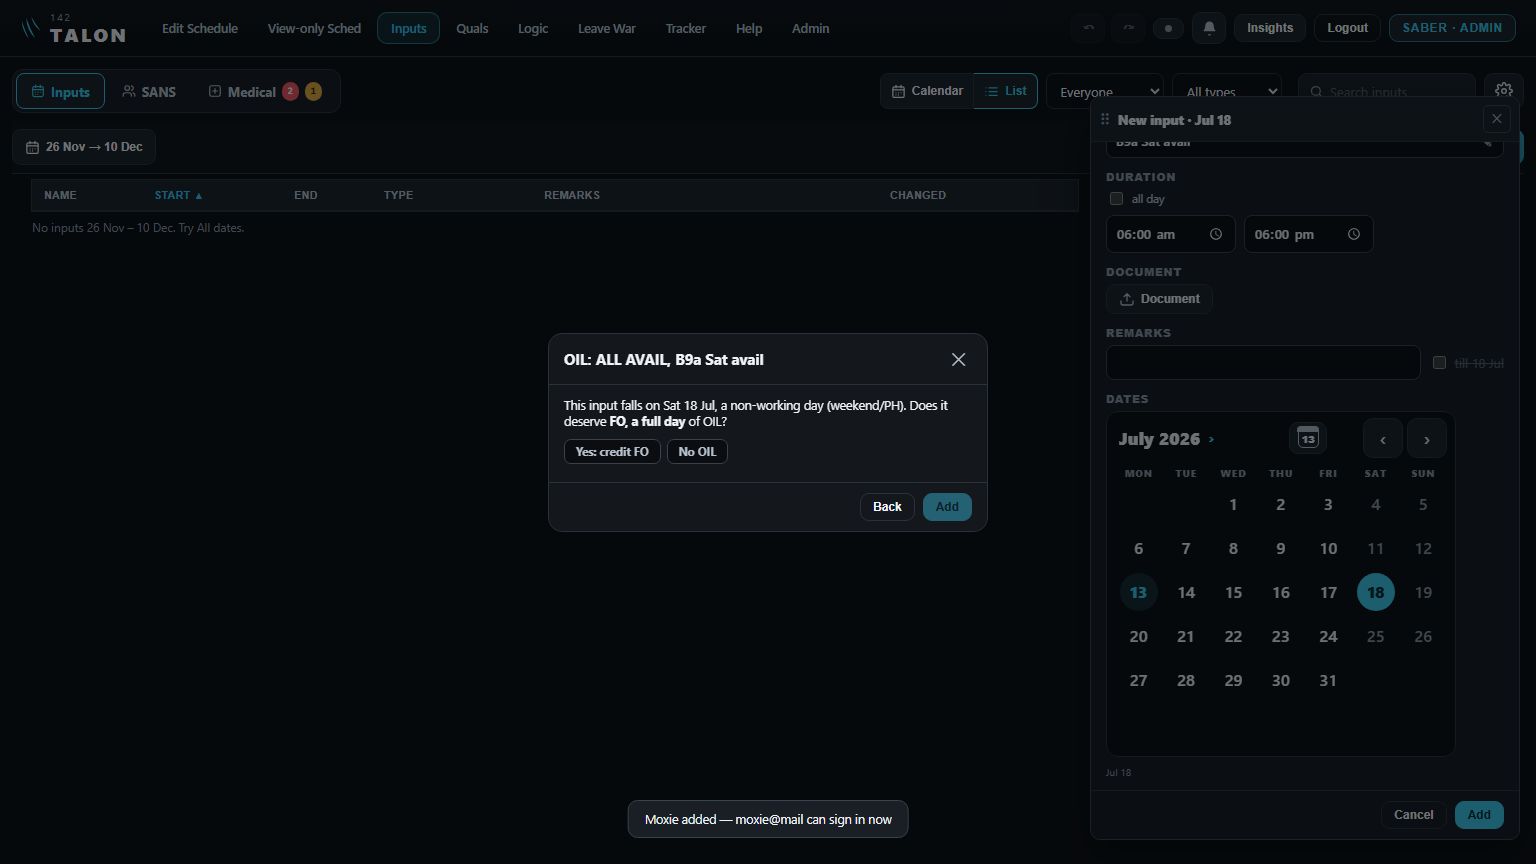 142
TALON
Edit Schedule
View-only Sched
Inputs
Quals
Logic
Leave War
Tracker
Help
Admin
Insights
Logout
SABER · ADMIN
Inputs
SANS
Medical 2 1
Calendar
List
Everyone
All types
Search inputs
26 Nov → 10 Dec
NAME START ▲ END TYPE REMARKS CHANGED
No inputs 26 Nov – 10 Dec. Try All dates.
New input · Jul 18
B9a Sat avail
DURATION
all day
06:00 am
06:00 pm
DOCUMENT
Document
REMARKS
till 18 Jul
DATES
July 2026 ›
13
‹ ›
MON TUE WED THU FRI SAT SUN
1 2 3 4 5
6 7 8 9 10 11 12
13 14 15 16 17 18 19
20 21 22 23 24 25 26
27 28 29 30 31
Jul 18
Cancel
Add
OIL: ALL AVAIL, B9a Sat avail
This input falls on Sat 18 Jul, a non-working day (weekend/PH). Does it
deserve FO, a full day of OIL?
Yes: credit FO
No OIL
Back
Add
Moxie added — moxie@mail can sign in now